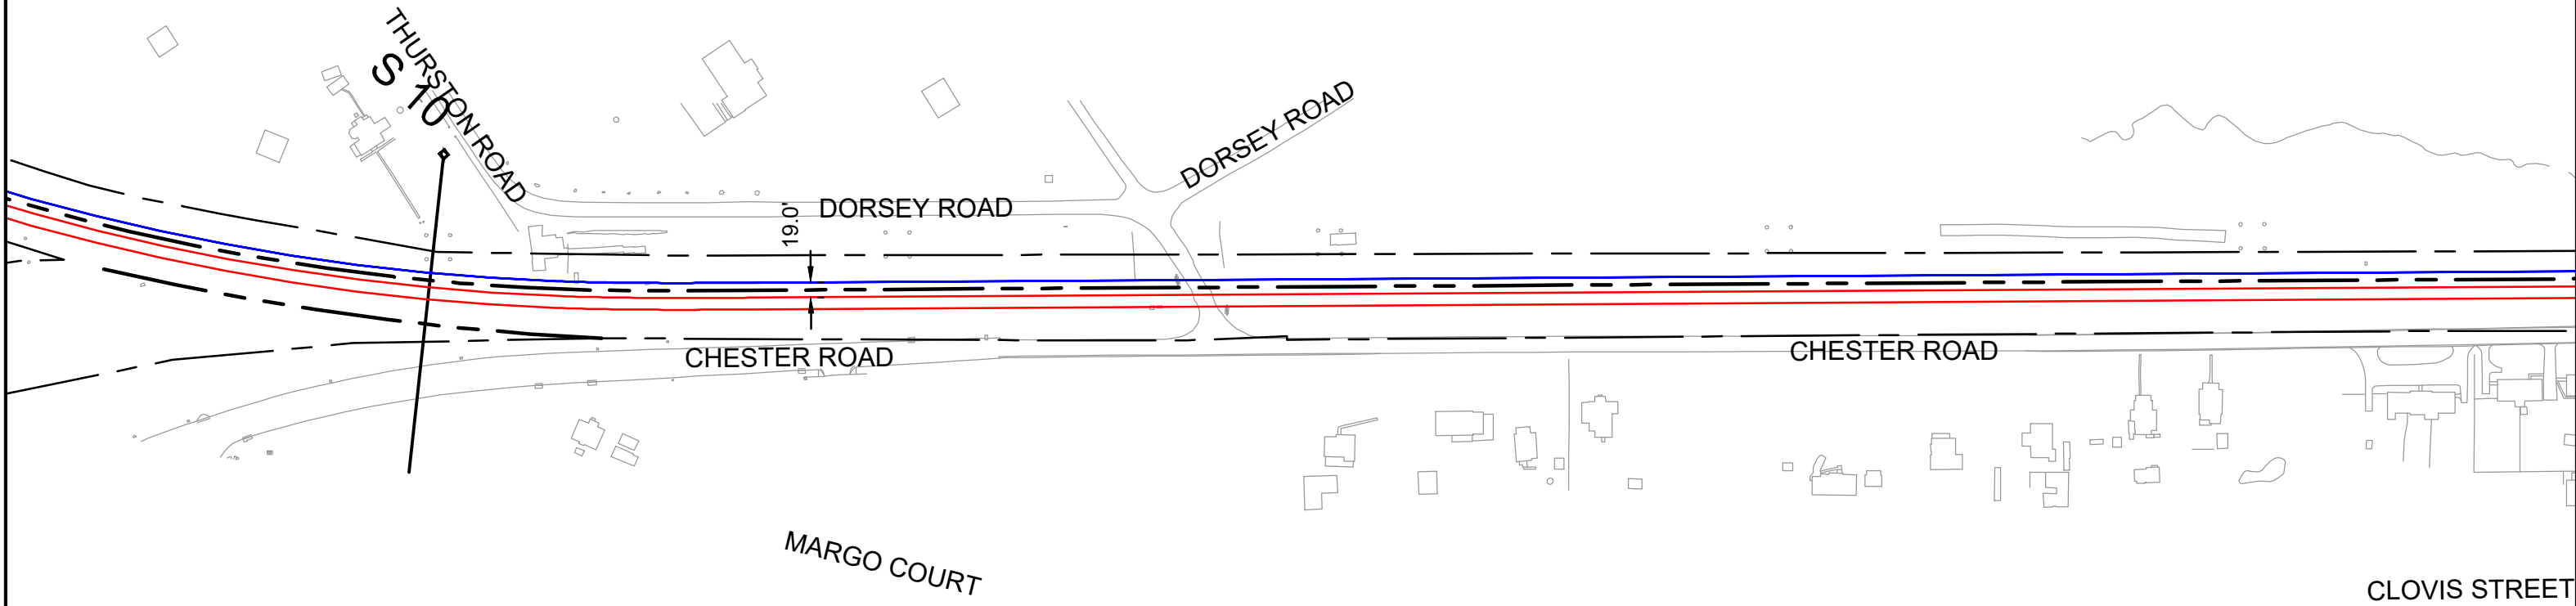 THURSTON ROAD
S 10
DORSEY ROAD
DORSEY ROAD
19.0'
CHESTER ROAD
CHESTER ROAD
MARGO COURT
CLOVIS STREET